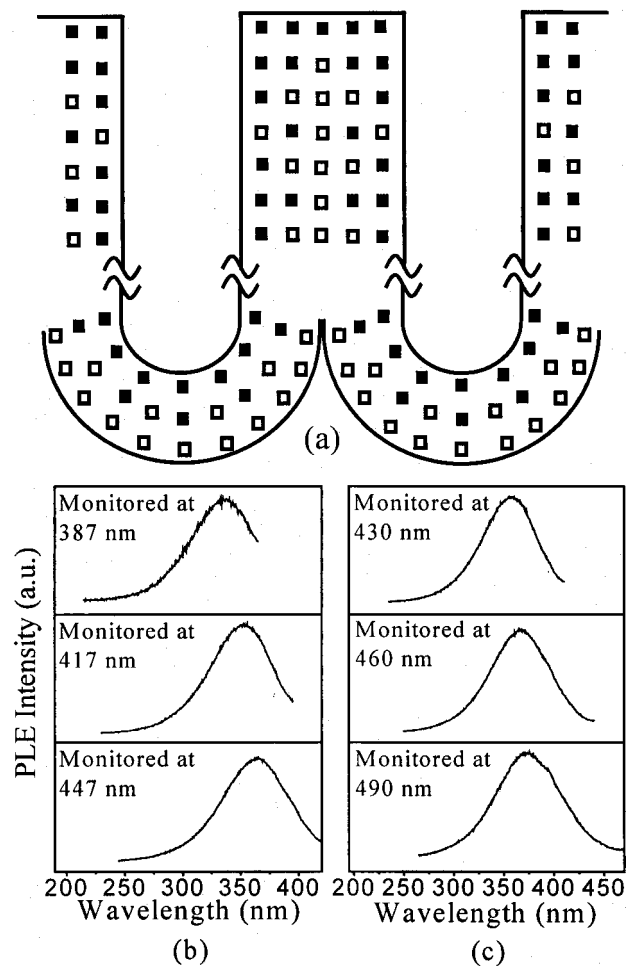 (a)
PLE Intensity (a.u.)
Monitored at
387 nm
Monitored at
417 nm
Monitored at
447 nm
200 250 300 350 400
Wavelength (nm)
(b)
Monitored at
430 nm
Monitored at
460 nm
Monitored at
490 nm
200 250 300 350 400 450
Wavelength (nm)
(c)